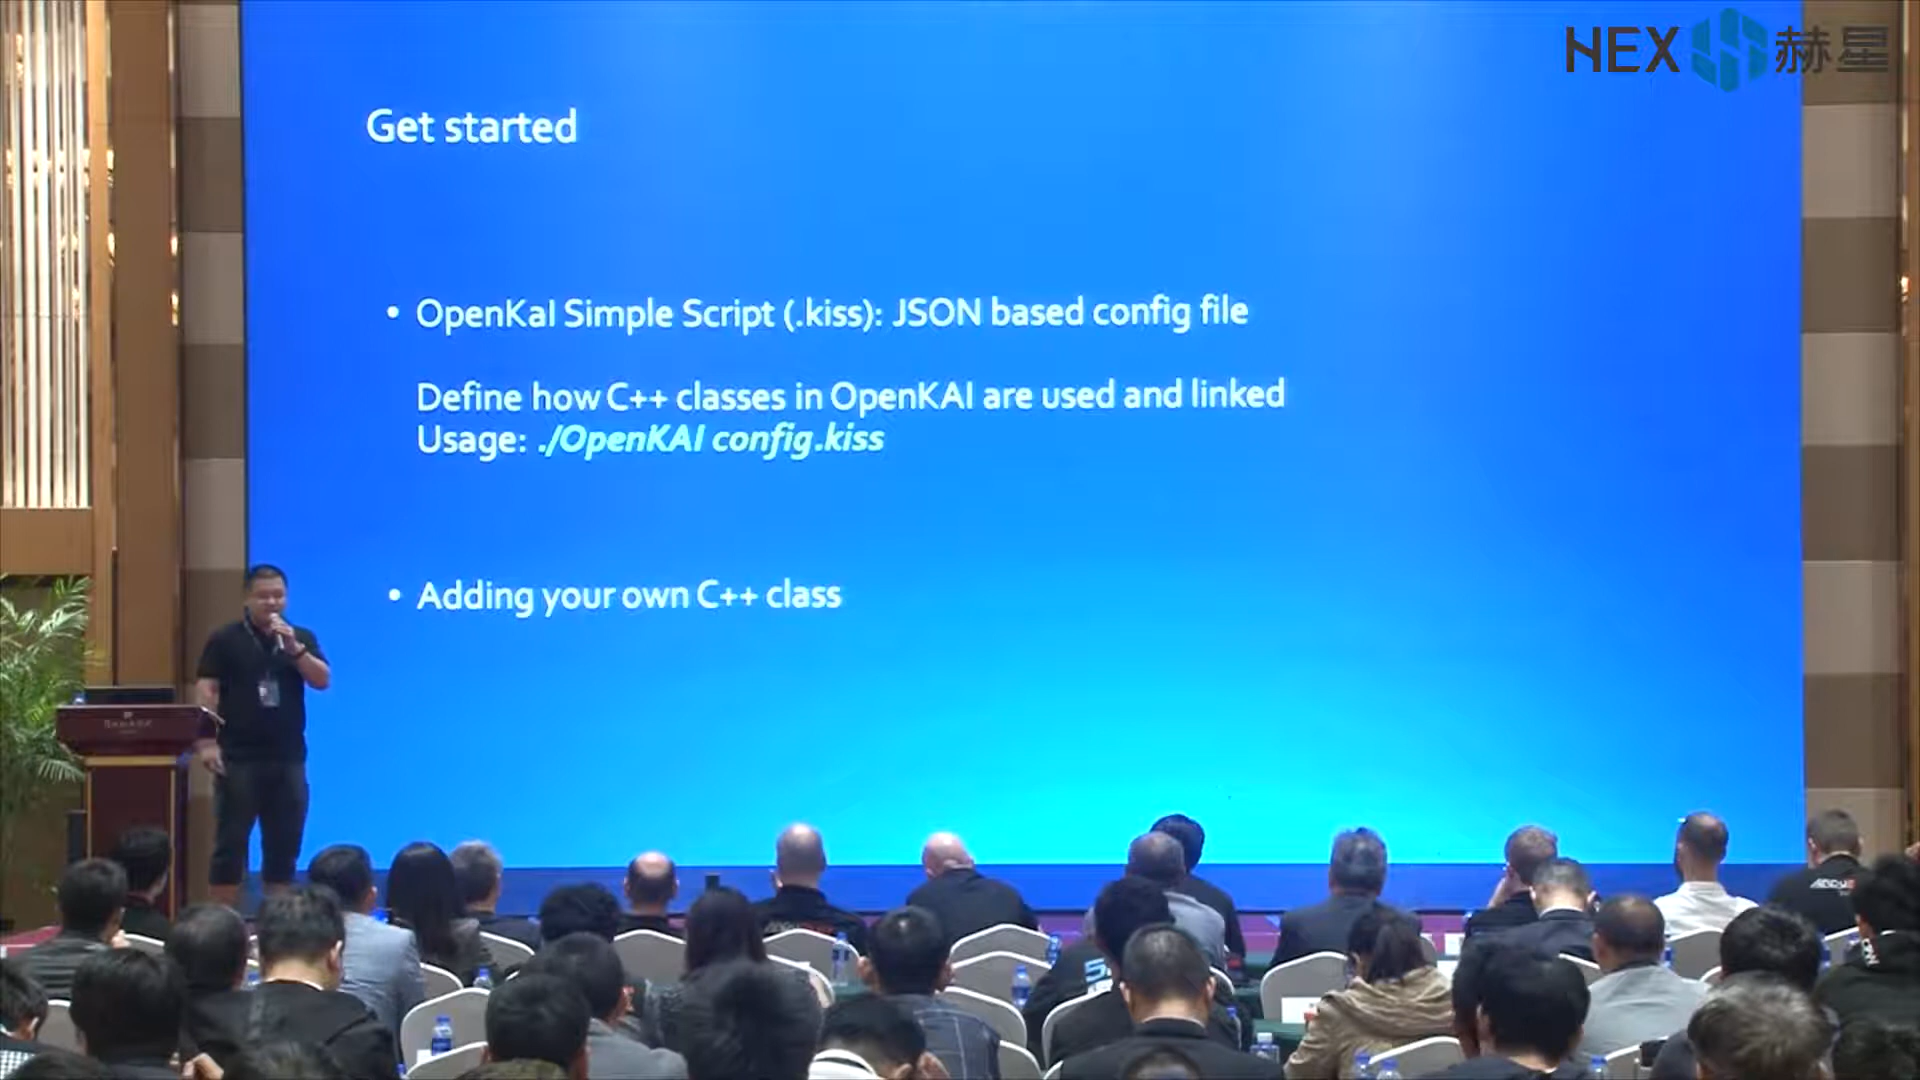 HEX 赫星
Get started
• OpenKaI Simple Script (.kiss): JSON based config file
Define how C++ classes in OpenKAI are used and linked
Usage: ./OpenKAI config.kiss
• Adding your own C++ class